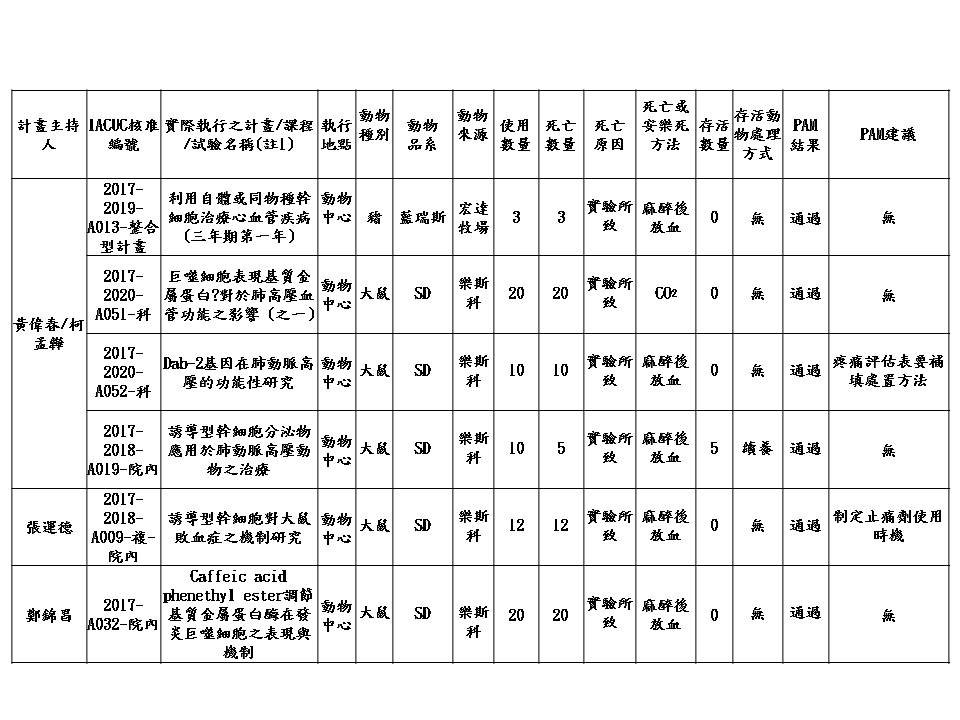 計畫主持人
IACUC核准編號
實際執行之計畫/課程/試驗名稱(註1)
執行地點
動物種別
動物品系
動物來源
使用數量
死亡數量
死亡原因
死亡或安樂死方法
存活數量
存活動物處理方式
PAM結果
PAM建議
黃偉春/柯孟韡
2017-
2019-
A013-整合
型計畫
利用自體或同物種幹
細胞治療心血管疾病
(三年期第一年)
動物
中心
豬
藍瑞斯
宏達
牧場
3
3
實驗所
致
麻醉後
放血
0
無
通過
無
2017-
2020-
A051-科
巨噬細胞表現基質金
屬蛋白?對於肺高壓血
管功能之影響 (之一)
動物
中心
大鼠
SD
樂斯
科
20
20
實驗所
致
CO2
0
無
通過
無
2017-
2020-
A052-科
Dab-2基因在肺動脈高
壓的功能性研究
動物
中心
大鼠
SD
樂斯
科
10
10
實驗所
致
麻醉後
放血
0
無
通過
疼痛評估表要補
填處置方法
2017-
2018-
A019-院內
誘導型幹細胞分泌物
應用於肺動脈高壓動
物之治療
動物
中心
大鼠
SD
樂斯
科
10
5
實驗所
致
麻醉後
放血
5
續養
通過
無
張運德
2017-
2018-
A009-複-
院內
誘導型幹細胞對大鼠
敗血症之機制研究
動物
中心
大鼠
SD
樂斯
科
12
12
實驗所
致
麻醉後
放血
0
無
通過
制定止痛劑使用
時機
鄭錦昌
2017-
A032-院內
Caffeic acid
phenethyl ester調節
基質金屬蛋白酶在發
炎巨噬細胞之表現與
機制
動物
中心
大鼠
SD
樂斯
科
20
20
實驗所
致
麻醉後
放血
0
無
通過
無